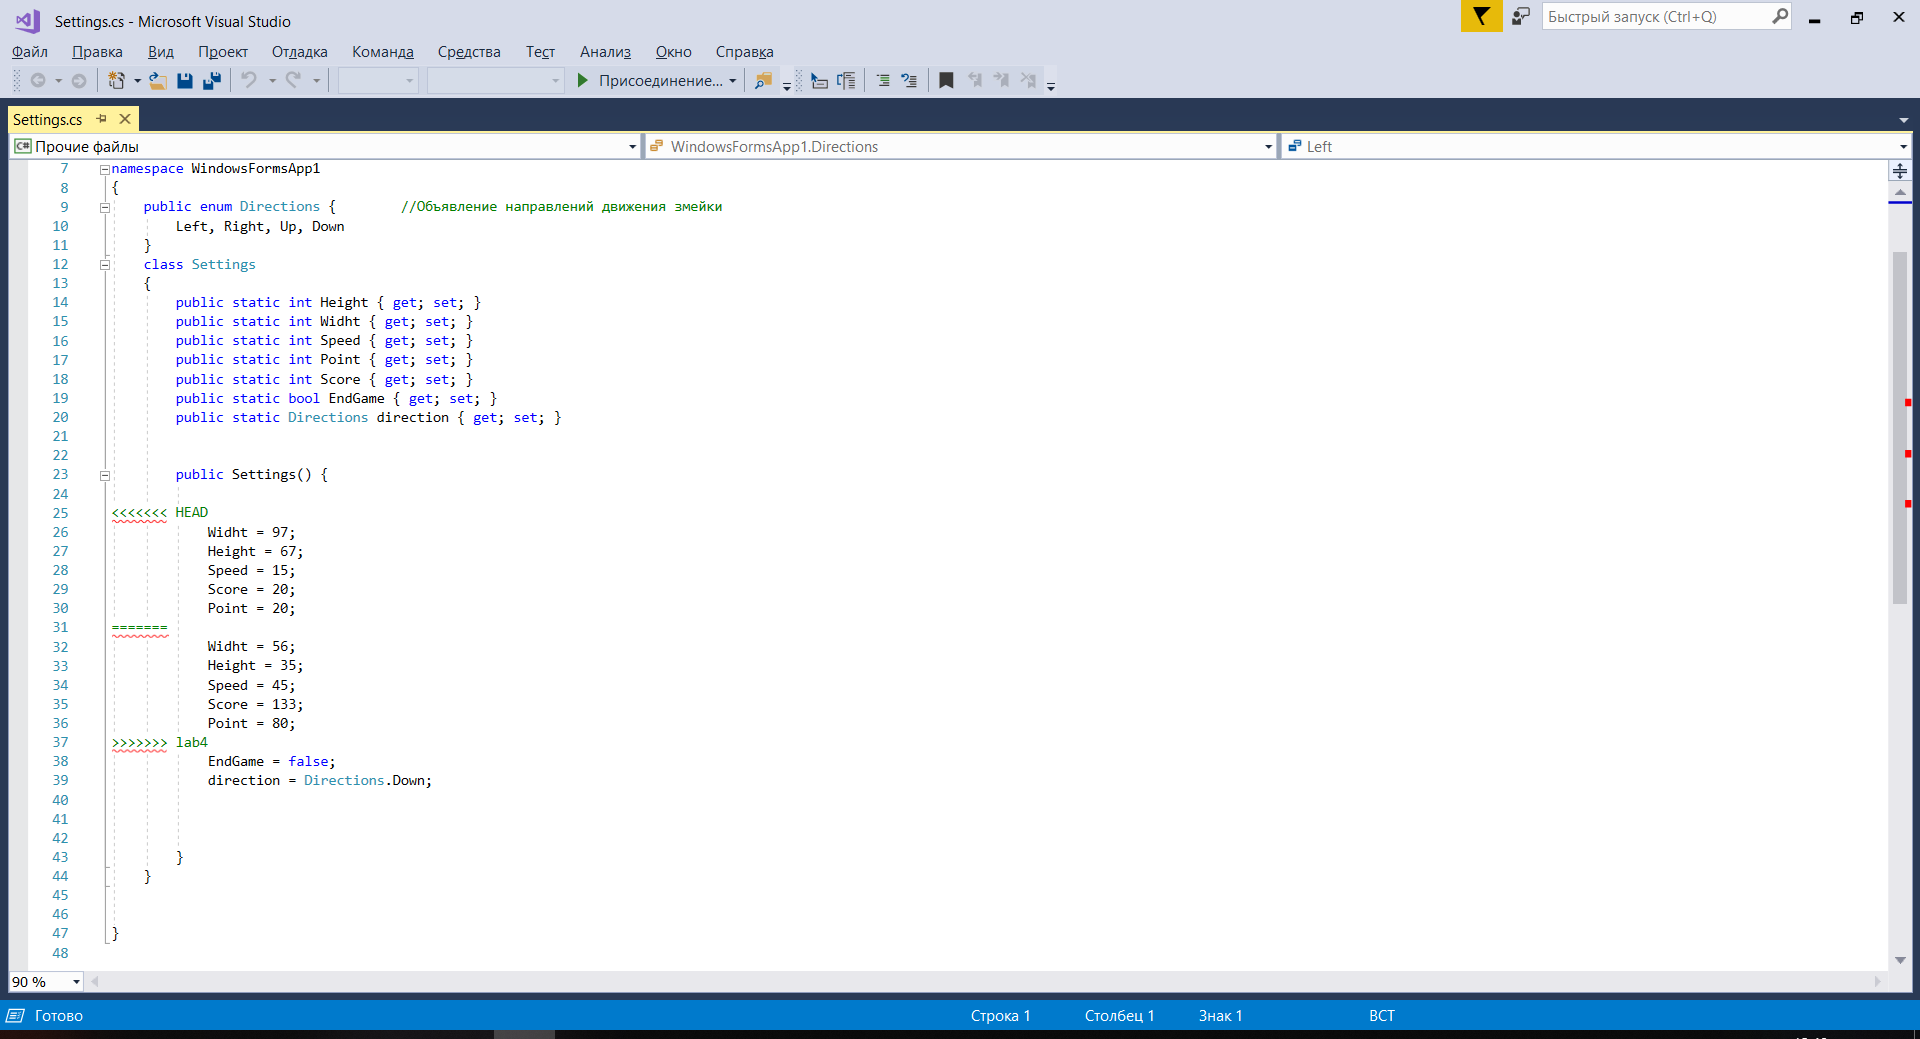 Settings.cs - Microsoft Visual Studio
Быстрый запуск (Ctrl+Q)
Файл Правка Вид Проект Отладка Команда Средства Тест Анализ Окно Справка
Присоединение...
Settings.cs
C# Прочие файлы WindowsFormsApp1.Directions Left
7 namespace WindowsFormsApp1
8 {
9 public enum Directions { //Объявление направлений движения змейки
10 Left, Right, Up, Down
11 }
12 class Settings
13 {
14 public static int Height { get; set; }
15 public static int Widht { get; set; }
16 public static int Speed { get; set; }
17 public static int Point { get; set; }
18 public static int Score { get; set; }
19 public static bool EndGame { get; set; }
20 public static Directions direction { get; set; }
21
22
23 public Settings() {
24
25 <<<<<<< HEAD
26 Widht = 97;
27 Height = 67;
28 Speed = 15;
29 Score = 20;
30 Point = 20;
31 =======
32 Widht = 56;
33 Height = 35;
34 Speed = 45;
35 Score = 133;
36 Point = 80;
37 >>>>>>> lab4
38 EndGame = false;
39 direction = Directions.Down;
40
41
42
43 }
44 }
45
46
47 }
48
90 %
Готово Строка 1 Столбец 1 Знак 1 ВСТ